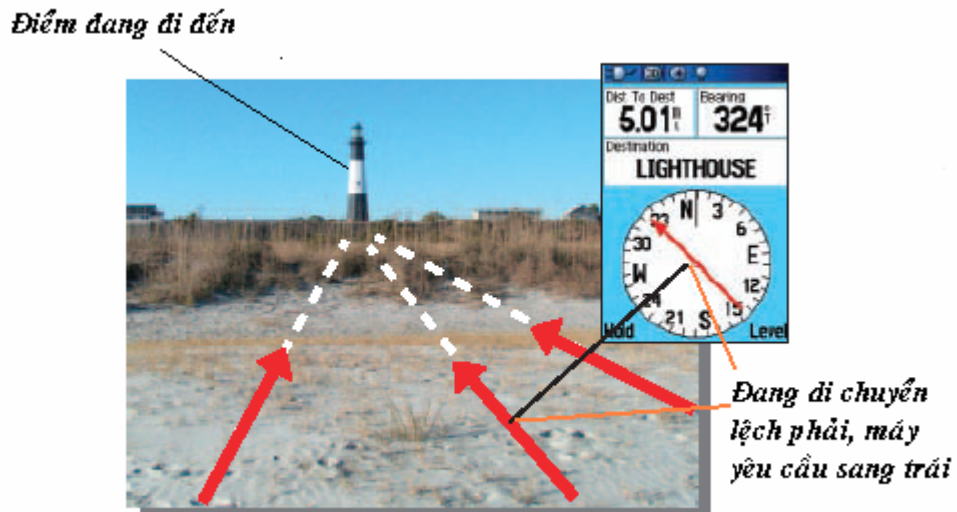 Điểm đang đi đến
Dist To Dest
Bearing
5.01
324°
Destination
LIGHTHOUSE
N
3
6
E
12
15
S
21
24
W
30
33
Hold
Level
Đang di chuyển
lệch phải, máy
yêu cầu sang trái